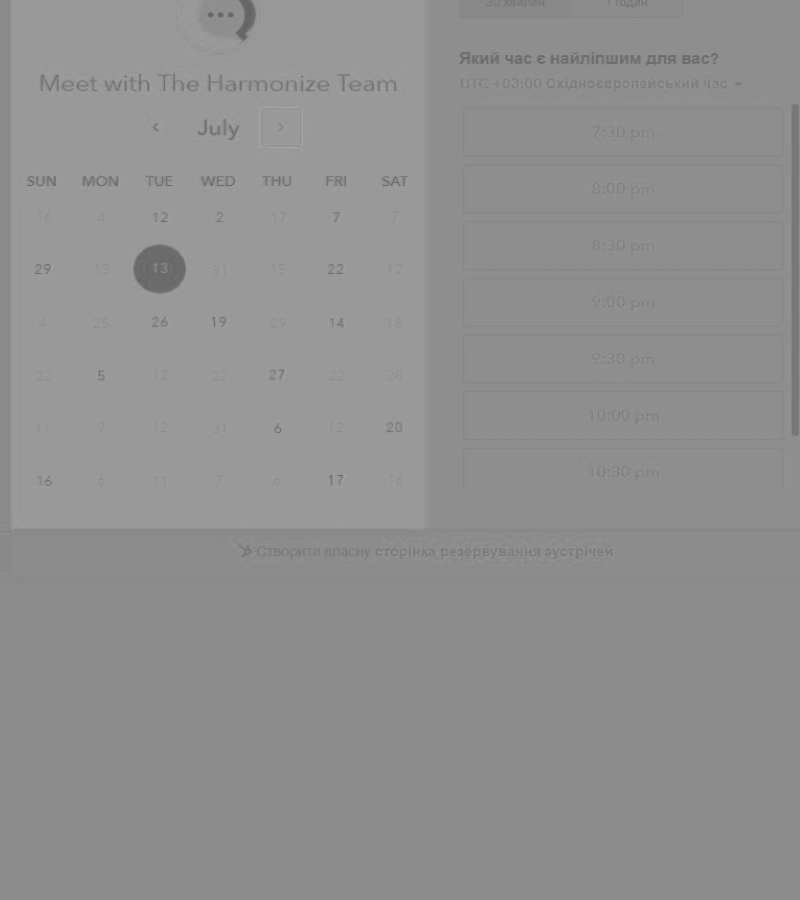 Meet with The Harmonize Team
July
SUN MON TUE WED THU FRI SAT
16 4 12 2 17 7 7
29 13 13 31 15 22 12
4 25 26 19 29 14 18
22 5 12 22 27 22 28
11 7 12 31 6 12 20
16 6 11 7 6 17 16
30 хвилин 1 годин
Який час є найліпшим для вас?
UTC +03:00 Східноєвропейський час
7:30 pm
8:00 pm
8:30 pm
9:00 pm
9:30 pm
10:00 pm
10:30 pm
Створити власну сторінка резервування зустрічей